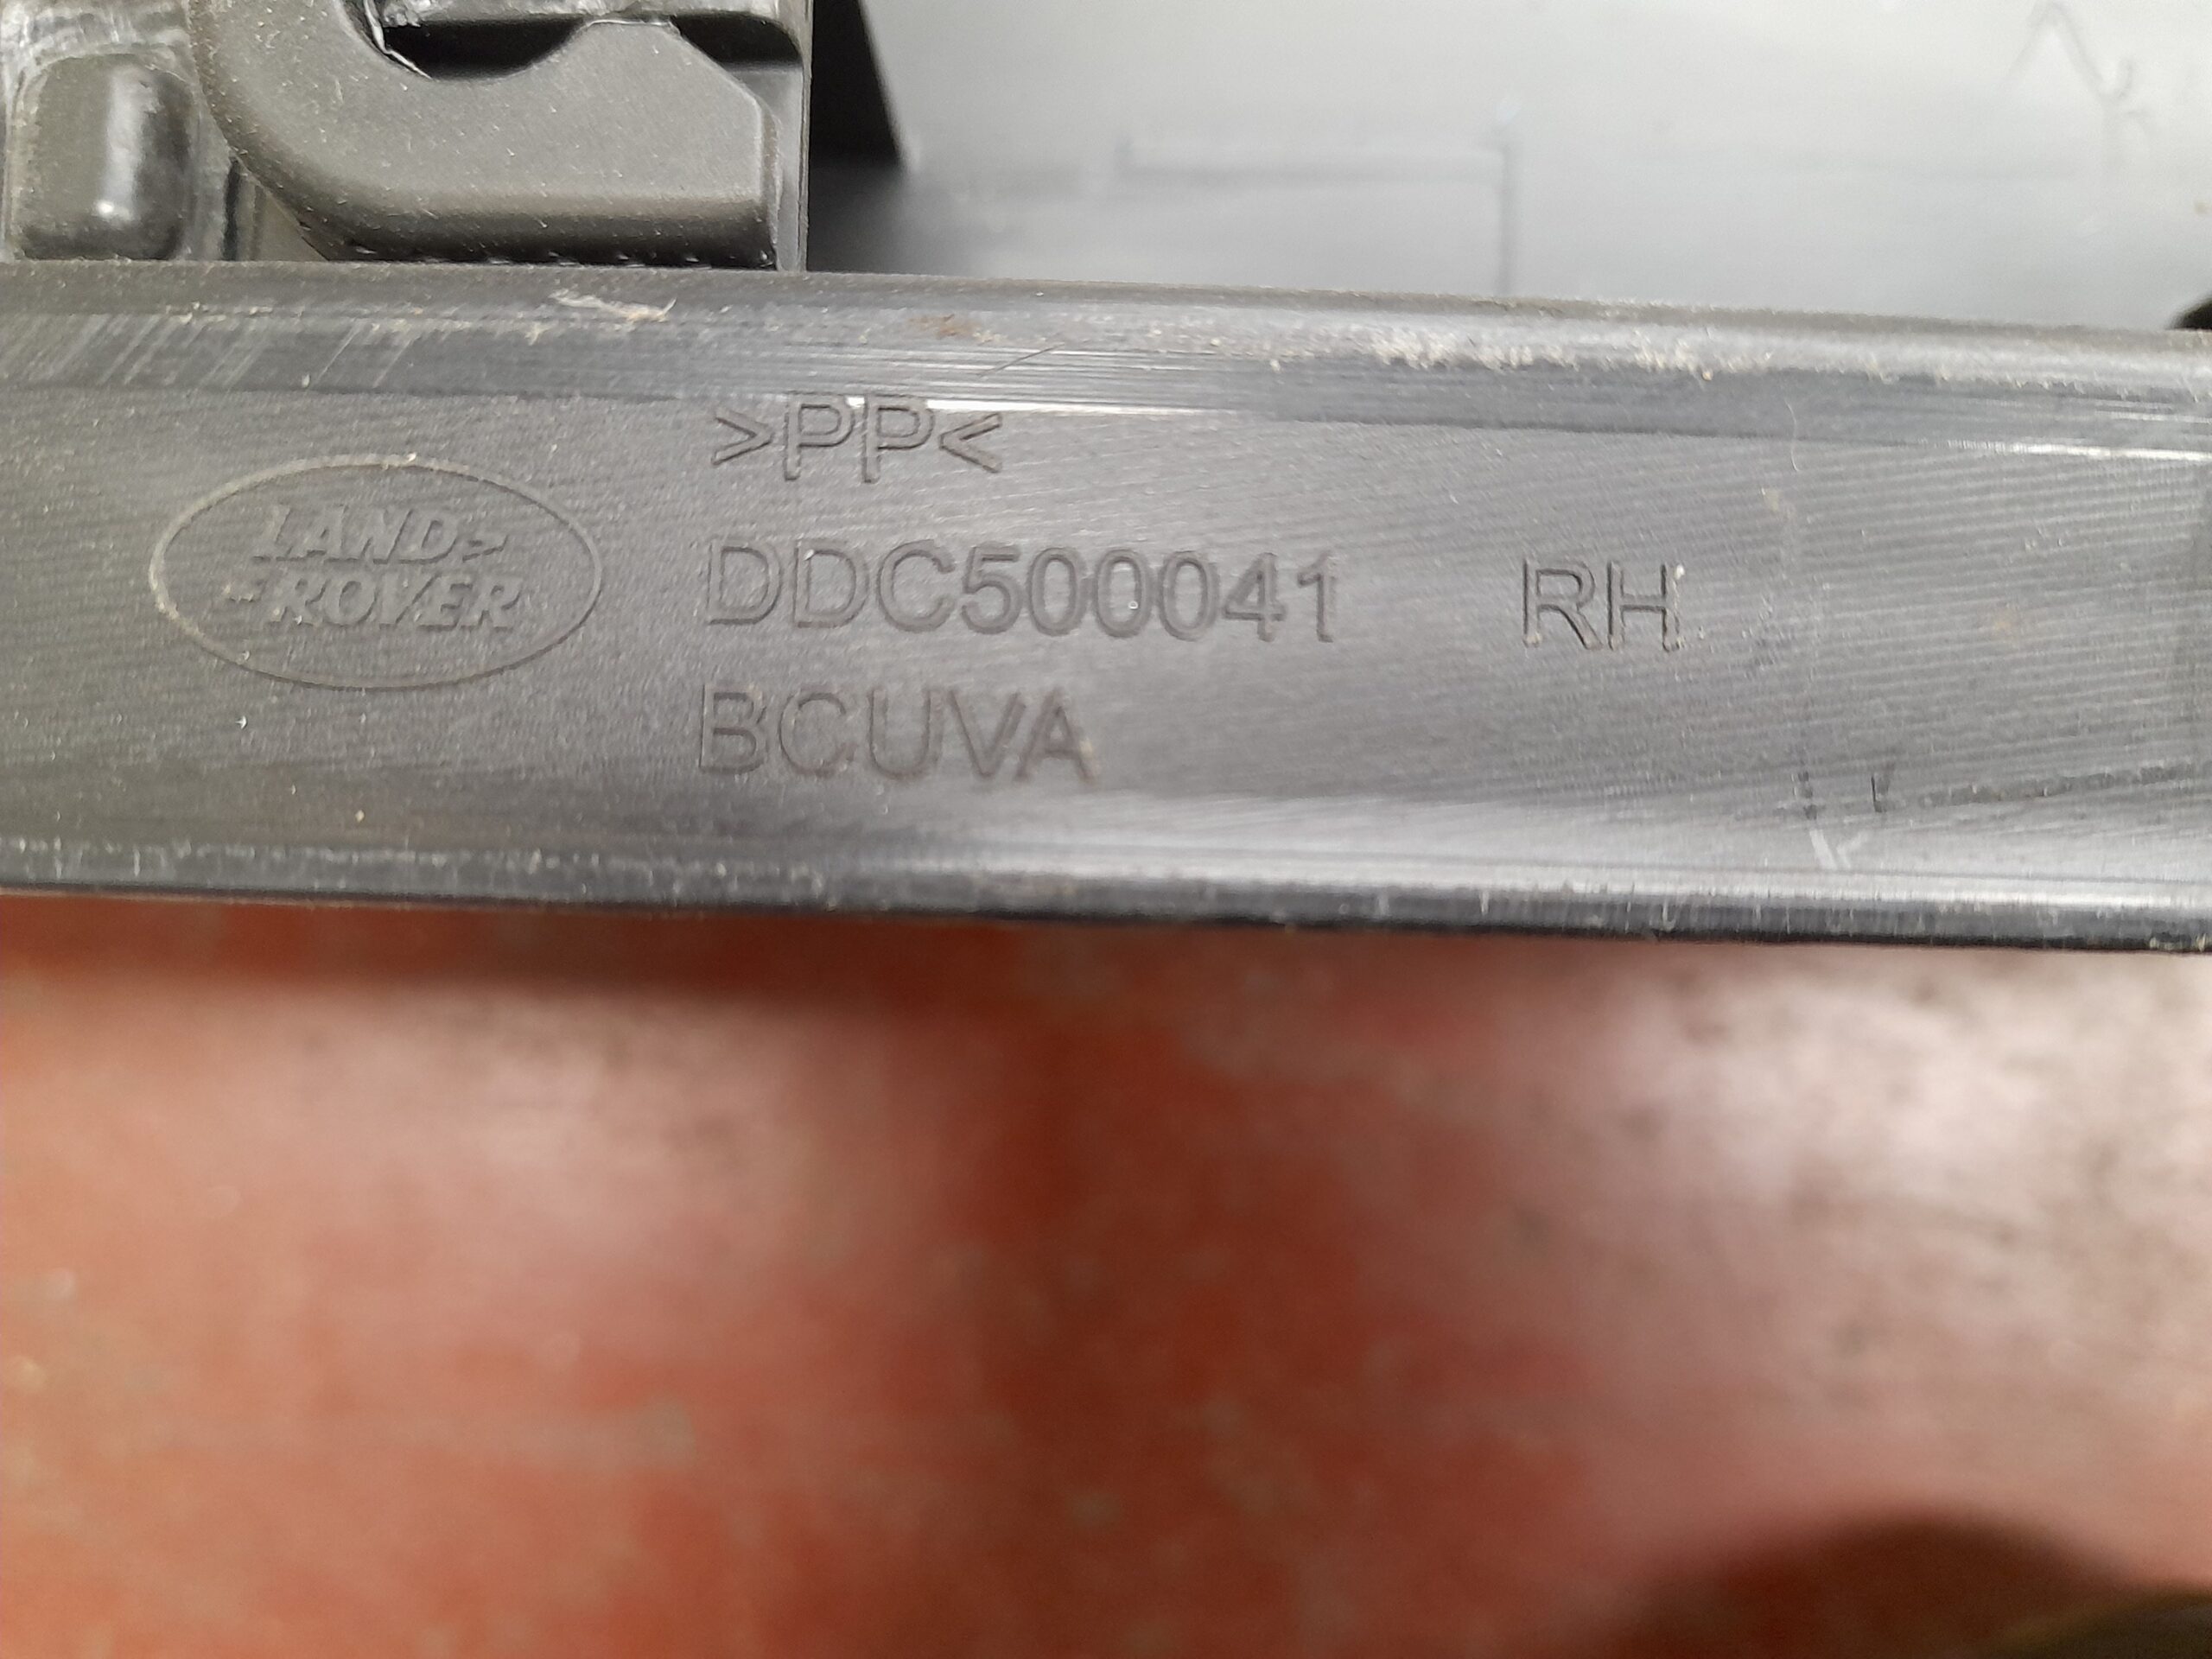 >PP<
LAND
ROVER
DDC500041 RH
BCUVA